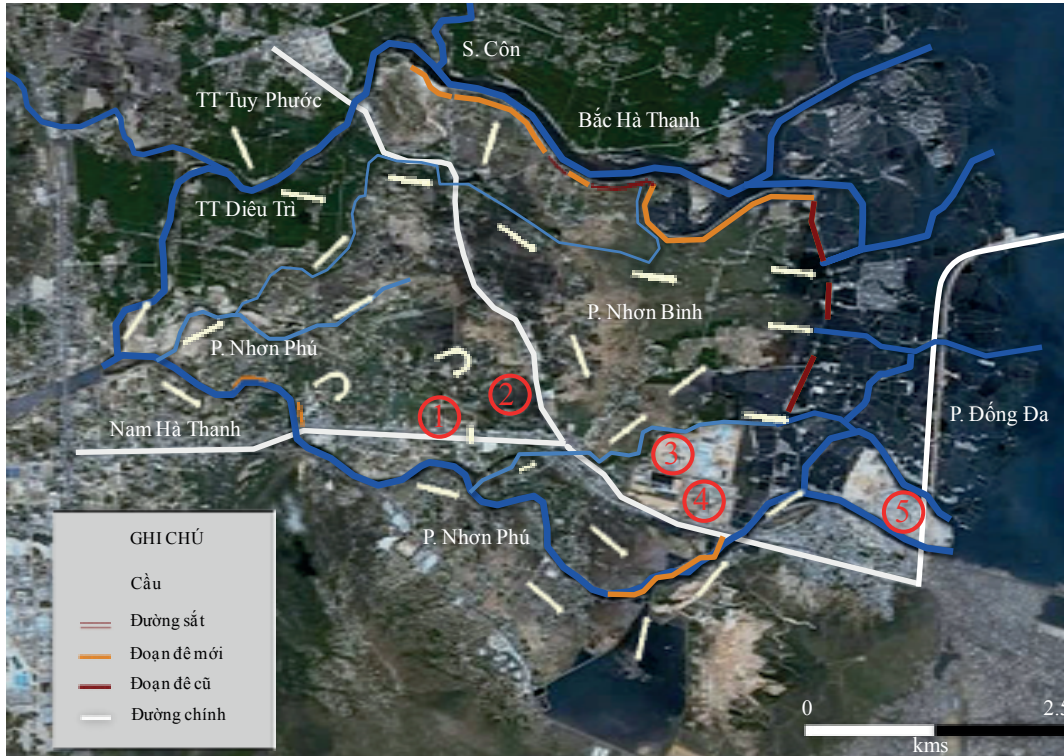 S. Côn
TT Tuy Phước
Bắc Hà Thanh
TT Diêu Trì
P. Nhơn Bình
P. Nhơn Phú
P. Đống Đa
Nam Hà Thanh
1
2
3
4
5
P. Nhơn Phú
GHI CHÚ
Cầu
Đường sắt
Đoạn đê mới
Đoạn đê cũ
Đường chính
0 2.5
kms